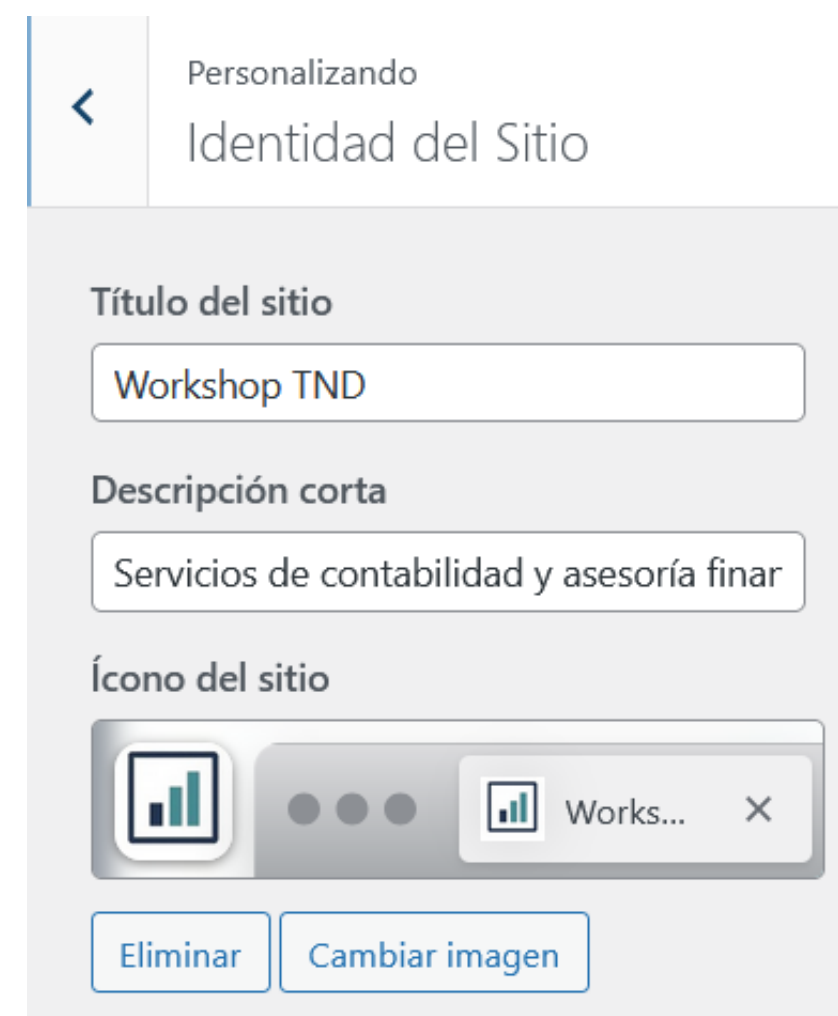 Personalizando
Identidad del Sitio
Título del sitio
Workshop TND
Descripción corta
Servicios de contabilidad y asesoría finar
Ícono del sitio
Works...
Eliminar
Cambiar imagen